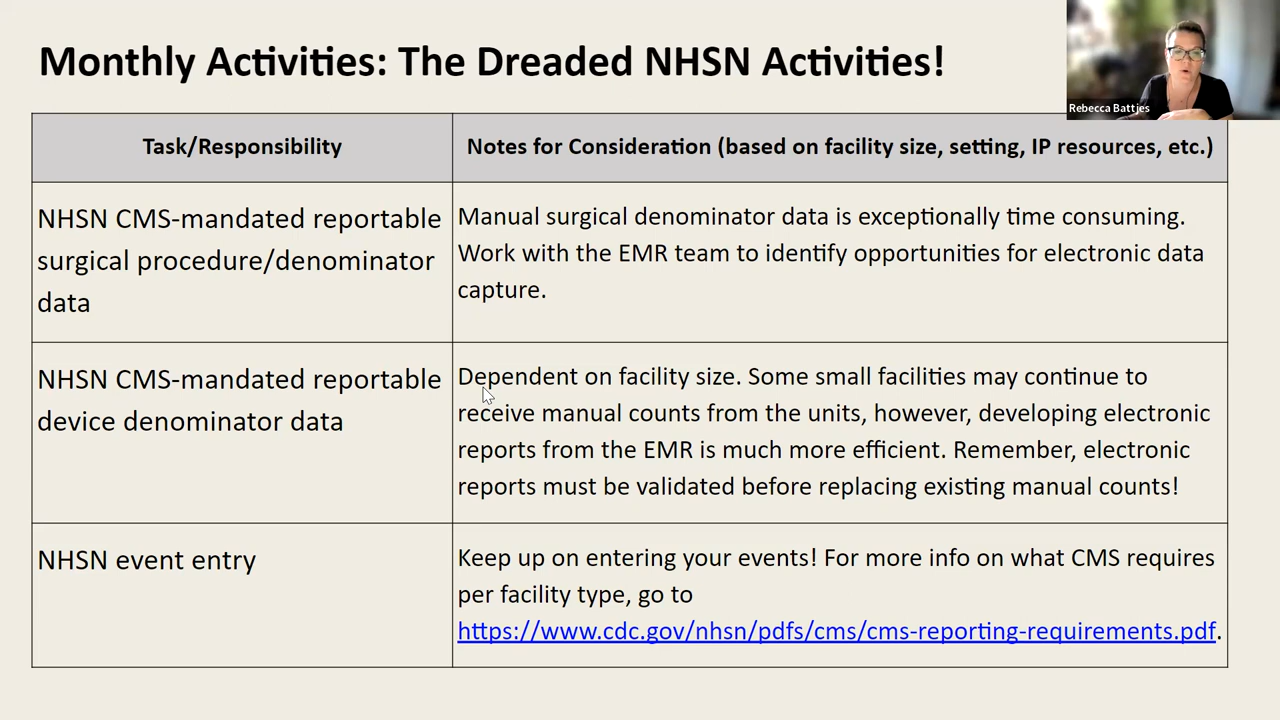 Monthly Activities: The Dreaded NHSN Activities!
Rebecca Battjes
Task/Responsibility
Notes for Consideration (based on facility size, setting, IP resources, etc.)
NHSN CMS-mandated reportable
surgical procedure/denominator
data
Manual surgical denominator data is exceptionally time consuming.
Work with the EMR team to identify opportunities for electronic data
capture.
NHSN CMS-mandated reportable
device denominator data
Dependent on facility size. Some small facilities may continue to
receive manual counts from the units, however, developing electronic
reports from the EMR is much more efficient. Remember, electronic
reports must be validated before replacing existing manual counts!
NHSN event entry
Keep up on entering your events! For more info on what CMS requires
per facility type, go to
https://www.cdc.gov/nhsn/pdfs/cms/cms-reporting-requirements.pdf.